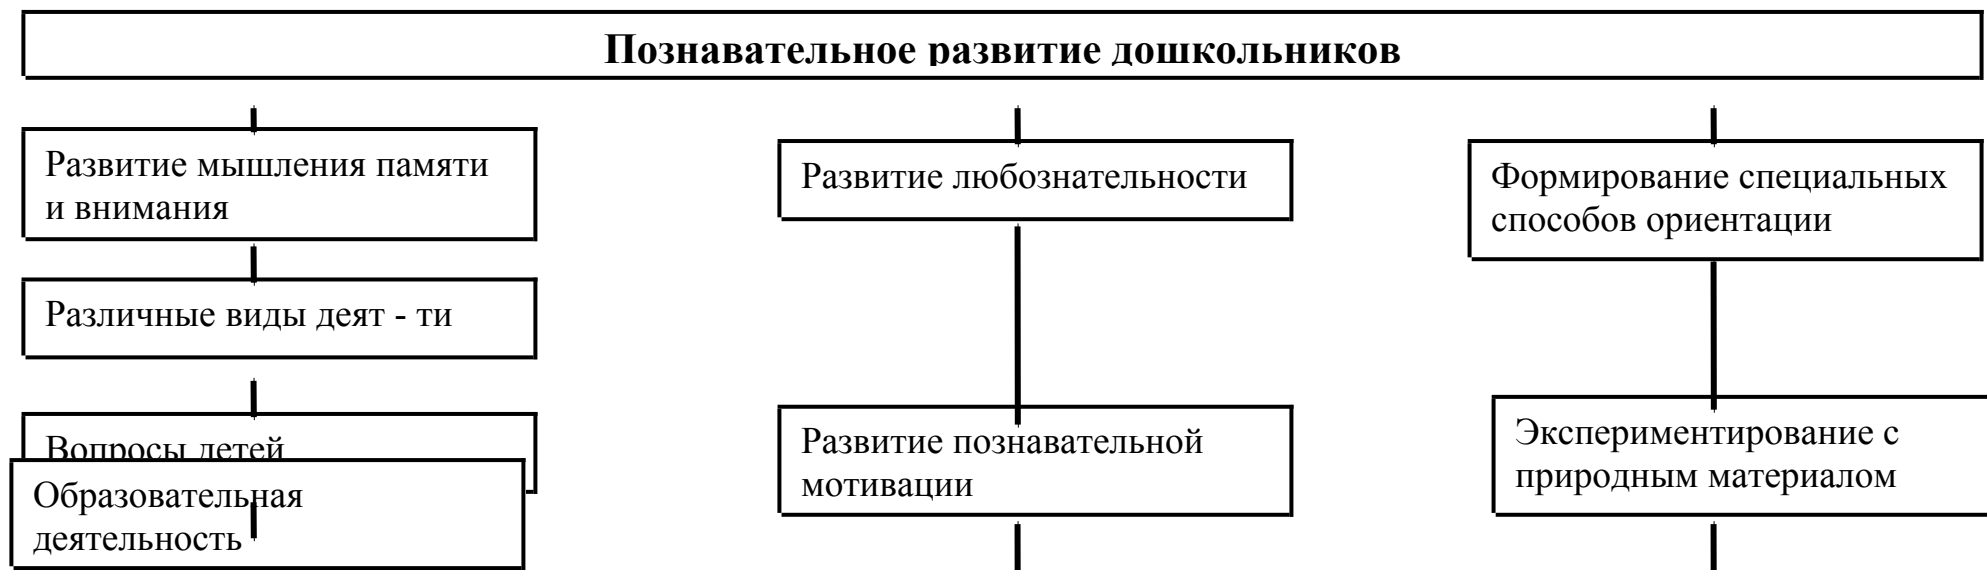 Познавательное развитие дошкольников
Развитие мышления памяти
и внимания
Различные виды деят - ти
Вопросы детей
Образовательная
деятельность
Развитие любознательности
Развитие познавательной
мотивации
Формирование специальных
способов ориентации
Экспериментирование с
природным материалом